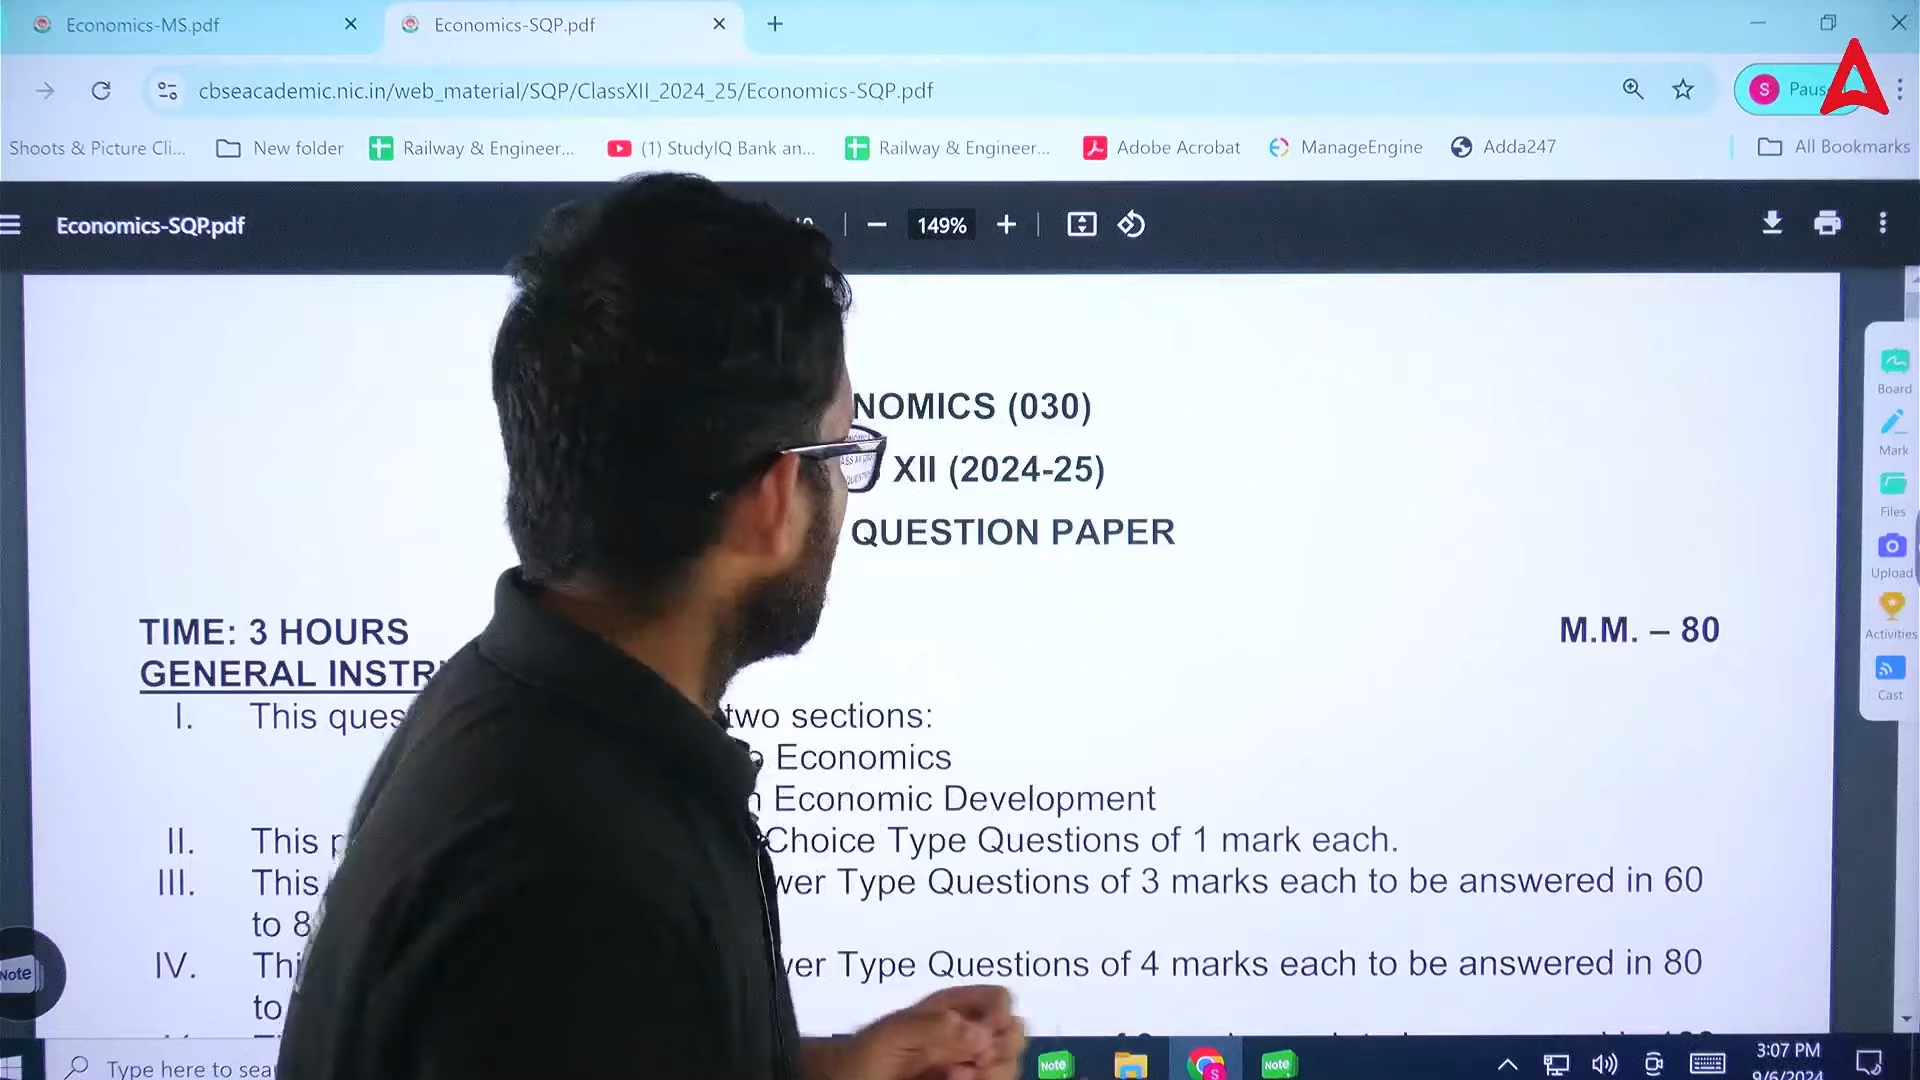 Economics-MS.pdf
Economics-SQP.pdf
cbseacademic.nic.in/web_material/SQP/ClassXII_2024_25/Economics-SQP.pdf
S
Shoots & Picture Cli...
New folder
Railway & Engineer...
(1) StudyIQ Bank an...
Railway & Engineer...
Adobe Acrobat
ManageEngine
Adda247
All Bookmarks
Economics-SQP.pdf
149%
NOMICS (030)
XII (2024-25)
QUESTION PAPER
TIME: 3 HOURS
M.M. – 80
GENERAL INSTR
I. This ques two sections:
Economics
Economic Development
II. This Choice Type Questions of 1 mark each.
III. This wer Type Questions of 3 marks each to be answered in 60
to 8
IV. Thi wer Type Questions of 4 marks each to be answered in 80
to
Board
Mark
Files
Upload
Activities
Cast
Note
Type here to sea
Note
Note
3:07 PM
9/6/2024